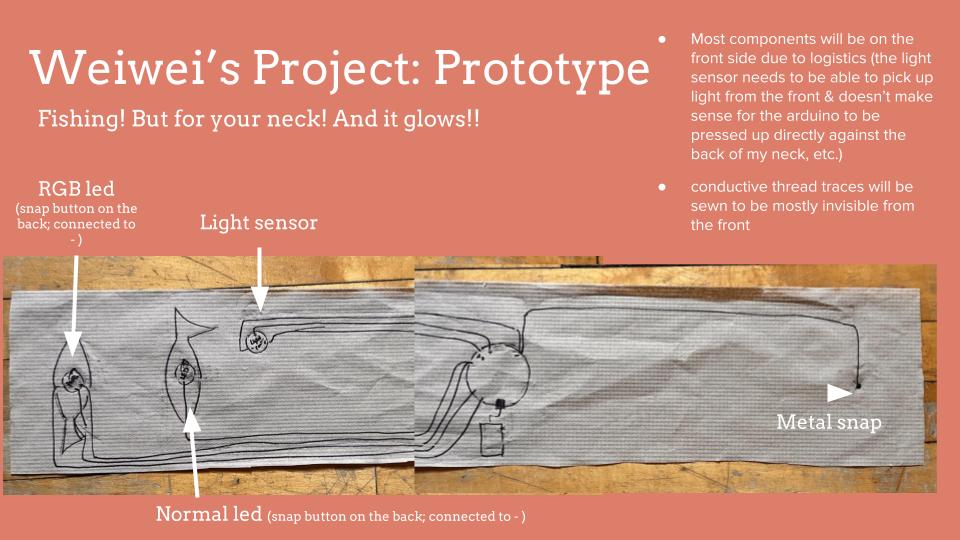 Weiwei’s Project: Prototype
Fishing! But for your neck! And it glows!!
● Most components will be on the
front side due to logistics (the light
sensor needs to be able to pick up
light from the front & doesn’t make
sense for the arduino to be
pressed up directly against the
back of my neck, etc.)
● conductive thread traces will be
sewn to be mostly invisible from
the front
RGB led
(snap button on the
back; connected to
- )
Light sensor
Metal snap
Normal led (snap button on the back; connected to - )